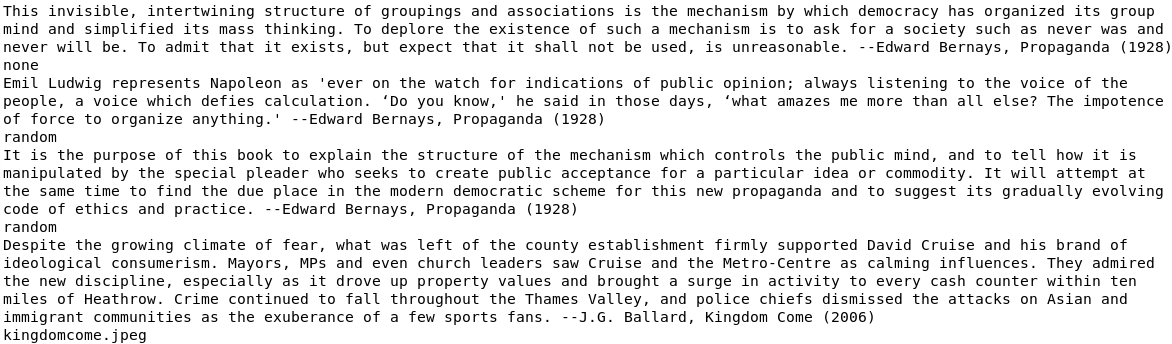 This invisible, intertwining structure of groupings and associations is the mechanism by which democracy has organized its group
mind and simplified its mass thinking. To deplore the existence of such a mechanism is to ask for a society such as never was and
never will be. To admit that it exists, but expect that it shall not be used, is unreasonable. --Edward Bernays, Propaganda (1928)
none
Emil Ludwig represents Napoleon as 'ever on the watch for indications of public opinion; always listening to the voice of the
people, a voice which defies calculation. ‘Do you know,' he said in those days, ‘what amazes me more than all else? The impotence
of force to organize anything.' --Edward Bernays, Propaganda (1928)
random
It is the purpose of this book to explain the structure of the mechanism which controls the public mind, and to tell how it is
manipulated by the special pleader who seeks to create public acceptance for a particular idea or commodity. It will attempt at
the same time to find the due place in the modern democratic scheme for this new propaganda and to suggest its gradually evolving
code of ethics and practice. --Edward Bernays, Propaganda (1928)
random
Despite the growing climate of fear, what was left of the county establishment firmly supported David Cruise and his brand of
ideological consumerism. Mayors, MPs and even church leaders saw Cruise and the Metro-Centre as calming influences. They admired
the new discipline, especially as it drove up property values and brought a surge in activity to every cash counter within ten
miles of Heathrow. Crime continued to fall throughout the Thames Valley, and police chiefs dismissed the attacks on Asian and
immigrant communities as the exuberance of a few sports fans. --J.G. Ballard, Kingdom Come (2006)
kingdomcome.jpeg